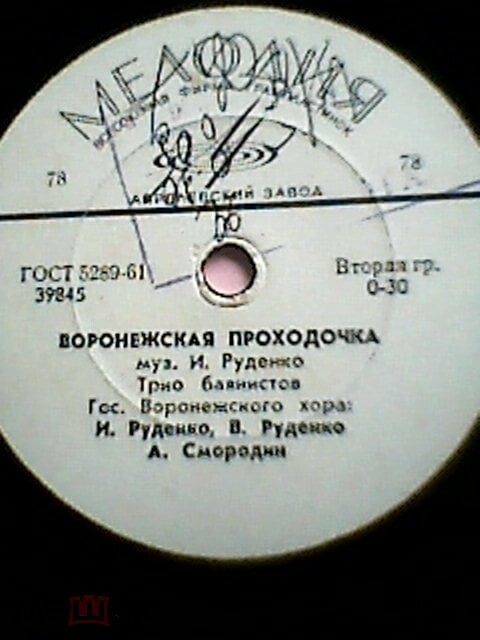 МЕЛОДИЯ
ВСЕСОЮЗНАЯ ФИРМА ГРАМПЛАСТИНОК
78 78
АПРЕЛЕВСКИЙ ЗАВОД
ГОСТ 5289-61 Вторая гр.
39845 0-30
ВОРОНЕЖСКАЯ ПРОХОДОЧКА
муз. И. Руденко
Трио баянистов
Гос. Воронежского хора:
И. Руденко, В. Руденко
А. Смородин